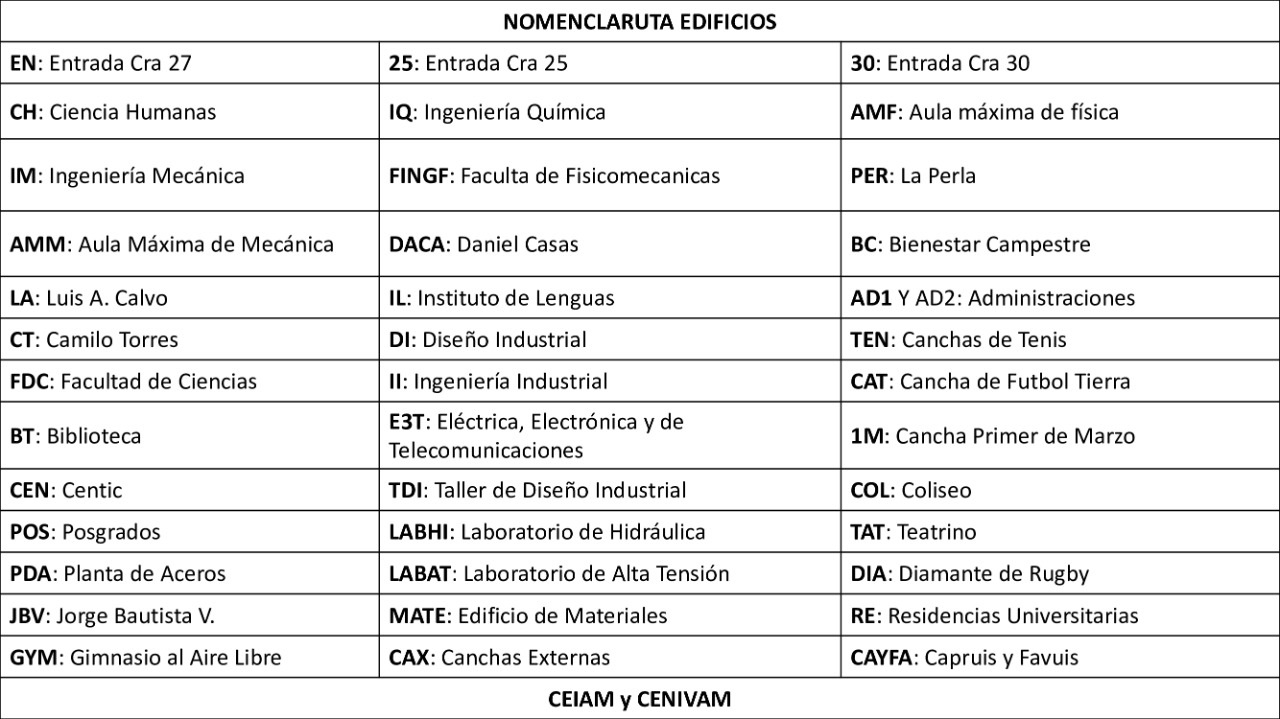 NOMENCLARUTA EDIFICIOS
EN: Entrada Cra 27
25: Entrada Cra 25
30: Entrada Cra 30
CH: Ciencia Humanas
IQ: Ingeniería Química
AMF: Aula máxima de física
IM: Ingeniería Mecánica
FINGF: Faculta de Fisicomecanicas
PER: La Perla
AMM: Aula Máxima de Mecánica
DACA: Daniel Casas
BC: Bienestar Campestre
LA: Luis A. Calvo
IL: Instituto de Lenguas
AD1 Y AD2: Administraciones
CT: Camilo Torres
DI: Diseño Industrial
TEN: Canchas de Tenis
FDC: Facultad de Ciencias
II: Ingeniería Industrial
CAT: Cancha de Futbol Tierra
BT: Biblioteca
E3T: Eléctrica, Electrónica y de
Telecomunicaciones
1M: Cancha Primer de Marzo
CEN: Centic
TDI: Taller de Diseño Industrial
COL: Coliseo
POS: Posgrados
LABHI: Laboratorio de Hidráulica
TAT: Teatrino
PDA: Planta de Aceros
LABAT: Laboratorio de Alta Tensión
DIA: Diamante de Rugby
JBV: Jorge Bautista V.
MATE: Edificio de Materiales
RE: Residencias Universitarias
GYM: Gimnasio al Aire Libre
CAX: Canchas Externas
CAYFA: Capruis y Favuis
CEIAM y CENIVAM